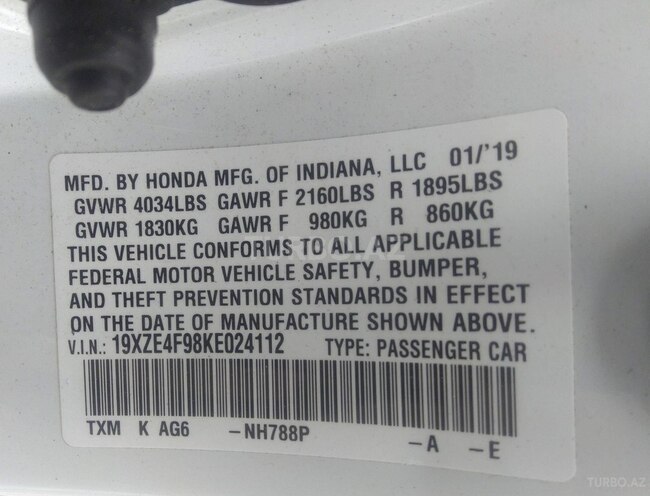 MFD. BY HONDA MFG. OF INDIANA, LLC 01/'19
GVWR 4034LBS GAWR F 2160LBS R 1895LBS
GVWR 1830KG GAWR F 980KG R 860KG
THIS VEHICLE CONFORMS TO ALL APPLICABLE
FEDERAL MOTOR VEHICLE SAFETY, BUMPER,
AND THEFT PREVENTION STANDARDS IN EFFECT
ON THE DATE OF MANUFACTURE SHOWN ABOVE.
V.I.N.: 19XZE4F98KE024112 TYPE: PASSENGER CAR
TXM K AG6 -NH788P -A -E
TURBO.AZ
TURBO.AZ